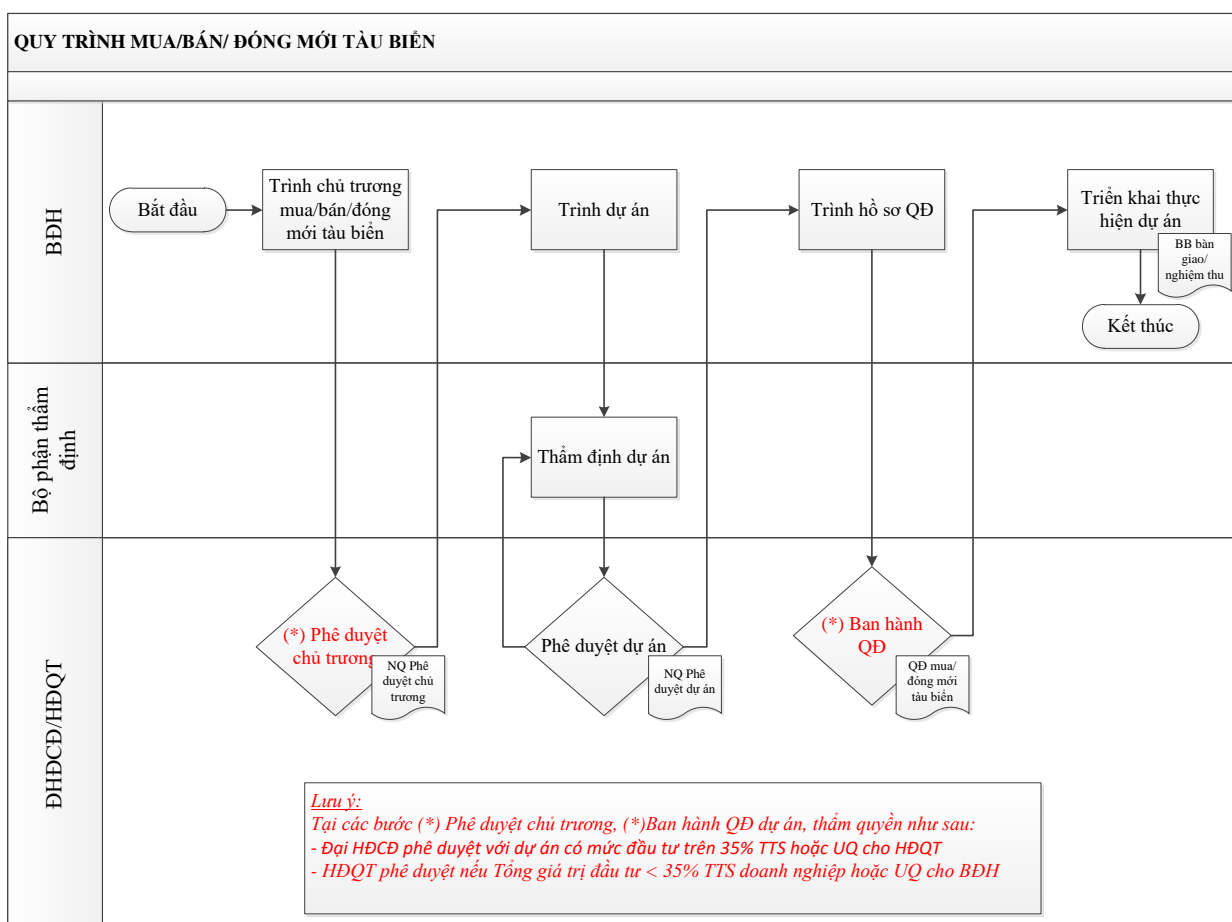 QUY TRÌNH MUA/BÁN/ ĐÓNG MỚI TÀU BIỂN
BĐH
Bắt đầu
Trình chủ trương
mua/bán/đóng
mới tàu biển
Trình dự án
Trình hồ sơ QĐ
Triển khai thực
hiện dự án
BB bàn
giao/
nghiệm thu
Kết thúc
Bộ phận thẩm
định
Thẩm định dự án
ĐHĐCĐ/HĐQT
(*) Phê duyệt
chủ trương
NQ Phê
duyệt chủ
trương
Phê duyệt dự án
NQ Phê
duyệt dự án
(*) Ban hành
QĐ
QĐ mua/
đóng mới
tàu biển
Lưu ý:
Tại các bước (*) Phê duyệt chủ trương, (*)Ban hành QĐ dự án, thẩm quyền như sau:
- Đại HĐCĐ phê duyệt với dự án có mức đầu tư trên 35% TTS hoặc UQ cho HĐQT
- HĐQT phê duyệt nếu Tổng giá trị đầu tư < 35% TTS doanh nghiệp hoặc UQ cho BĐH